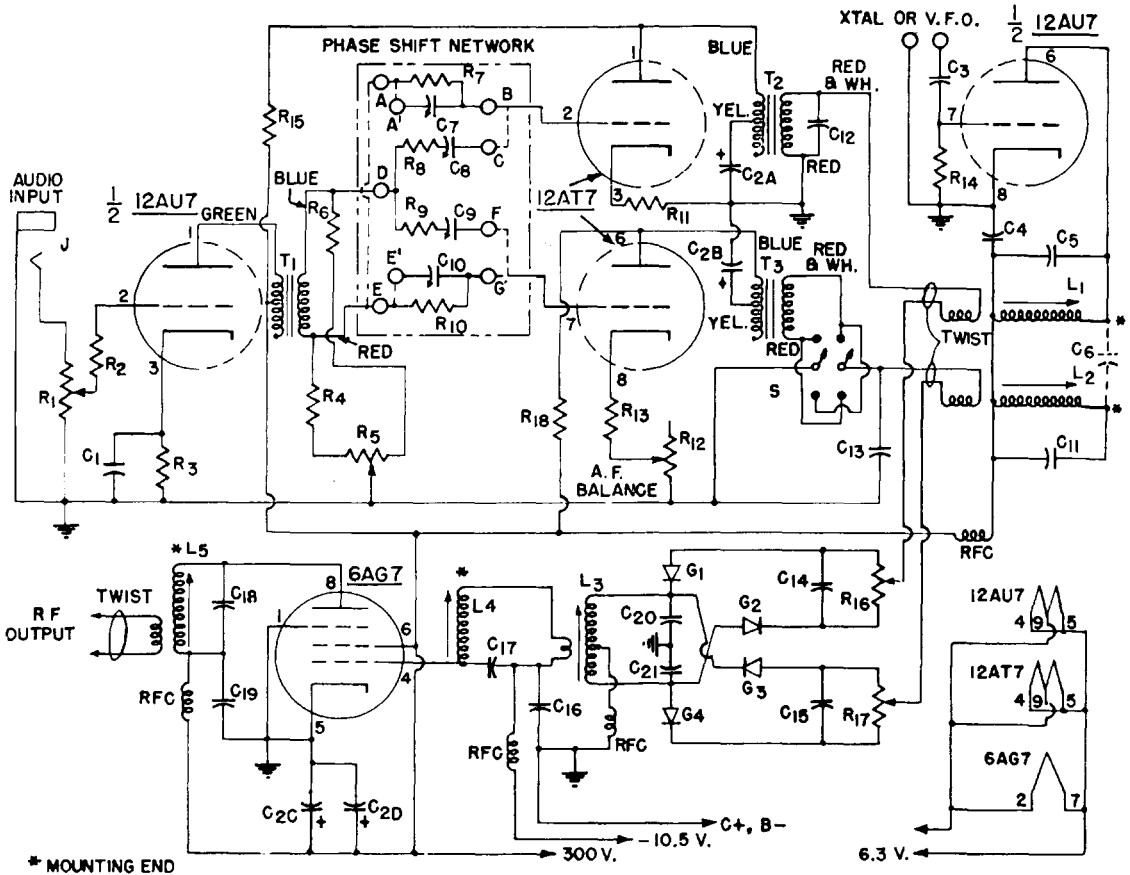 XTAL OR V.F.O.
1/2 12AU7
PHASE SHIFT NETWORK
BLUE
RED & WH.
T2
YEL.
RED
C12
C2A
C3
R14
1
2
3
12AT7
R11
6
7
8
C4
C5
R15
A
A'
R7
C7
B
R8
C8
C
D
R9
C9
F
E'
C10
E
R10
G
AUDIO INPUT
J
1/2 12AU7
GREEN
BLUE
R6
T1
RED
1
2
3
R1
R2
C1
R3
R4
R5
6
7
8
R18
R13
R12
A.F. BALANCE
C2B
BLUE
T3
RED & WH.
YEL.
RED
S
C13
TWIST
L1
*
C6
L2
*
C11
RFC
*L5
TWIST
RF OUTPUT
C18
C19
RFC
6AG7
8
1
6
4
5
C2C
C2D
*
L4
C17
RFC
C16
L3
RFC
G1
C20
C21
G4
G2
G3
C14
R16
C15
R17
12AU7
4 9 5
12AT7
4 9 5
6AG7
2 7
6.3 V.
C+, B-
-10.5 V.
300 V.
* MOUNTING END